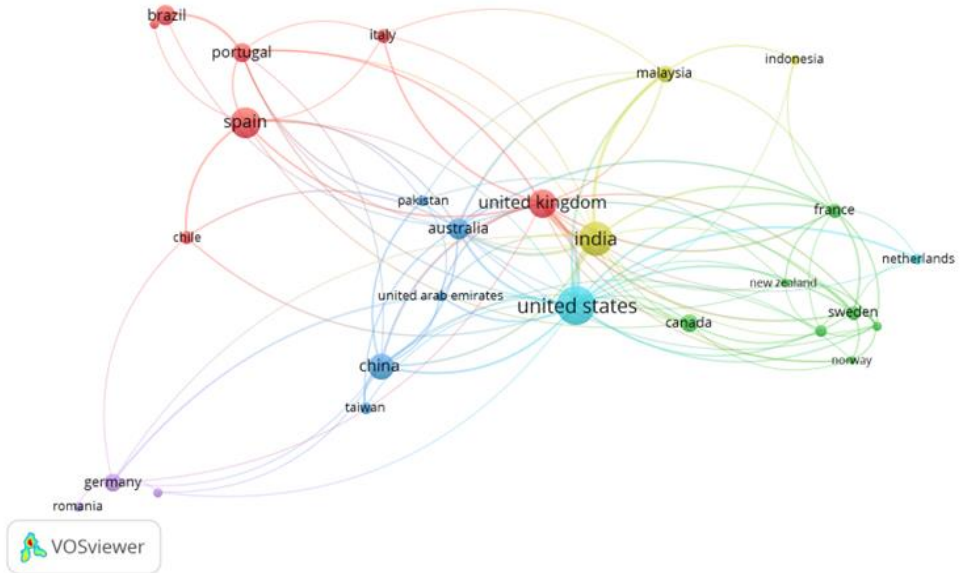 brazil
italy
portugal
indonesia
malaysia
spain
pakistan
united kingdom
france
australia
chile
india
netherlands
new zealand
united arab emirates
united states
sweden
canada
norway
china
taiwan
germany
romania
VOSviewer